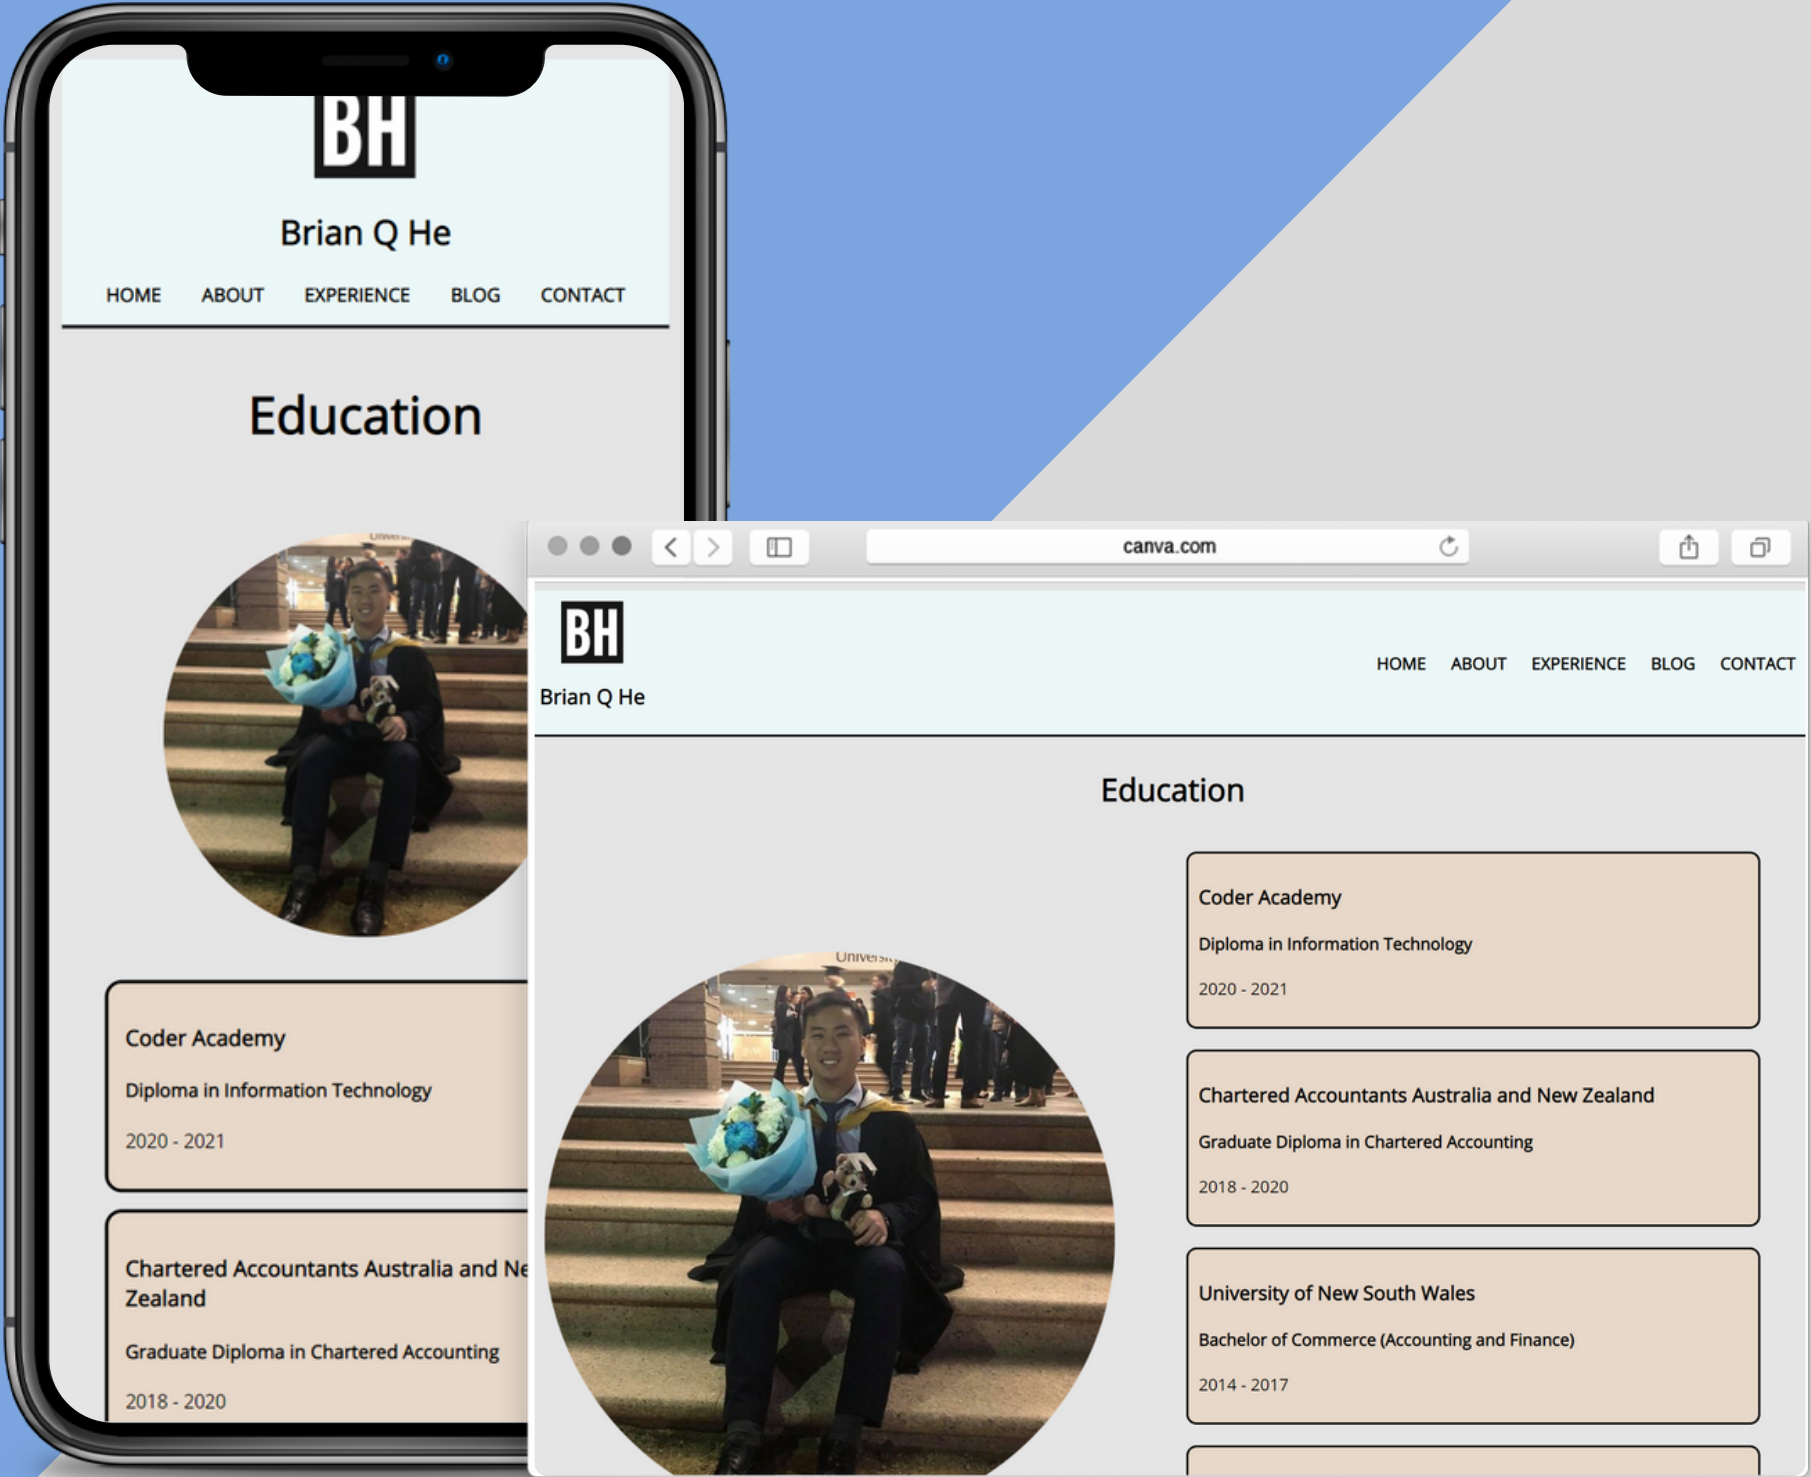 BH
Brian Q He
HOME ABOUT EXPERIENCE BLOG CONTACT
Education
Coder Academy
Diploma in Information Technology
2020 - 2021
Chartered Accountants Australia and
Zealand
Graduate Diploma in Chartered Accounting
2018 - 2020
canva.com
BH
Brian Q He
HOME ABOUT EXPERIENCE BLOG CONTACT
Education
Coder Academy
Diploma in Information Technology
2020 - 2021
Chartered Accountants Australia and New Zealand
Graduate Diploma in Chartered Accounting
2018 - 2020
University of New South Wales
Bachelor of Commerce (Accounting and Finance)
2014 - 2017